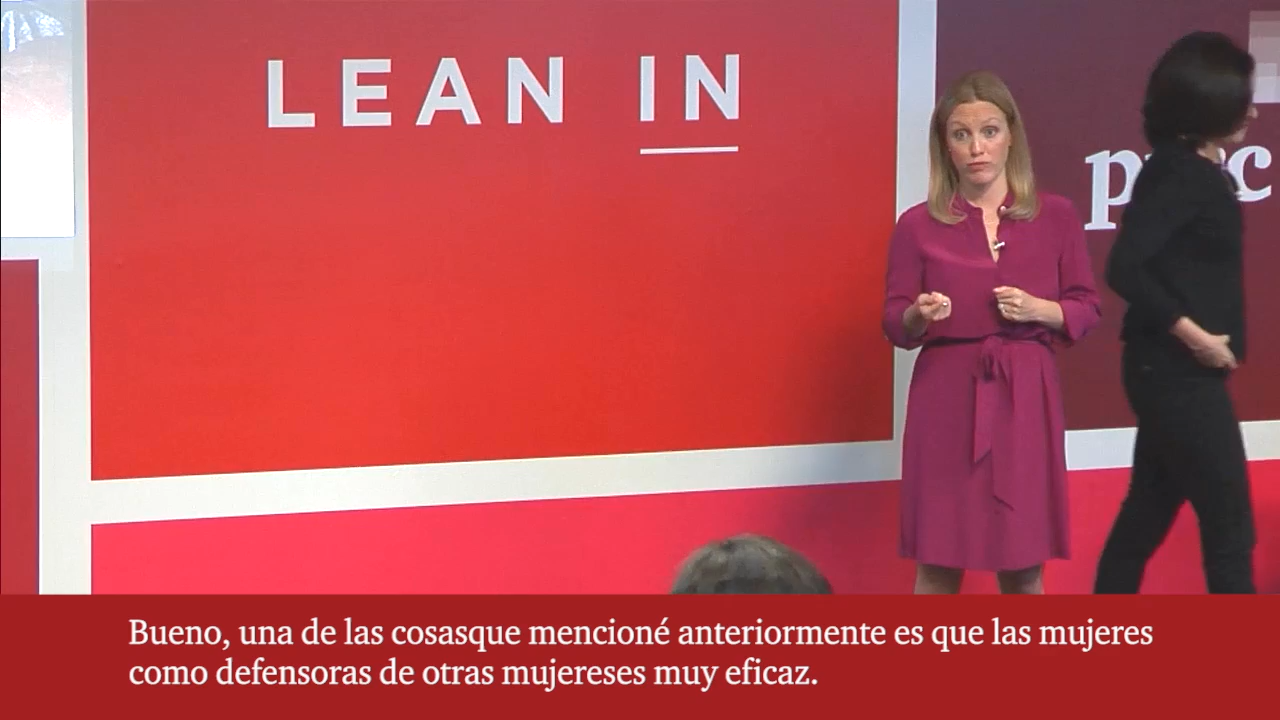 LEAN IN
Bueno, una de las cosasque mencioné anteriormente es que las mujeres
como defensoras de otras mujereses muy eficaz.